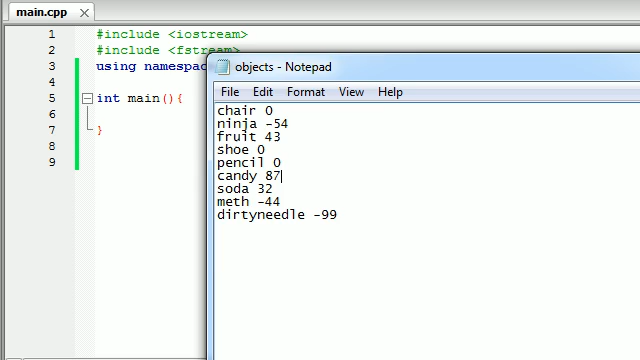 main.cpp
1 #include <iostream>
2 #include <fstream>
3 using namespac
4
5 int main(){
6
7 }
8
9
objects - Notepad
File Edit Format View Help
chair 0
ninja -54
fruit 43
shoe 0
pencil 0
candy 87
soda 32
meth -44
dirtyneedle -99